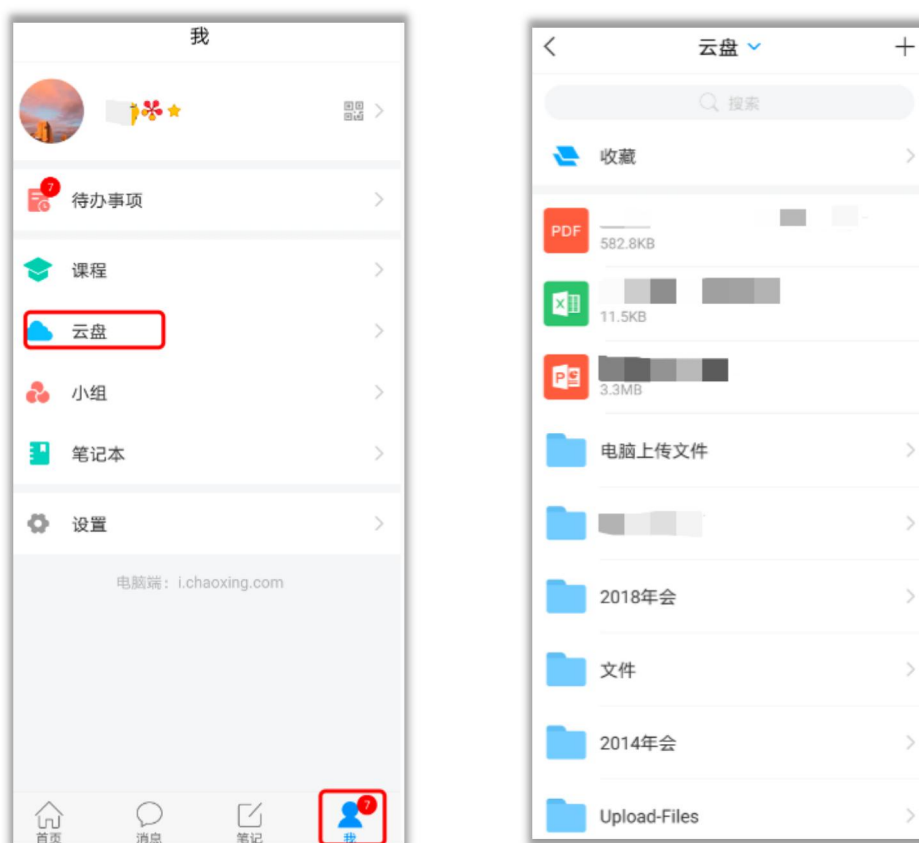 我
7
待办事项
课程
云盘
小组
笔记本
设置
电脑端：i.chaoxing.com
首页
消息
笔记
7
我
云盘
搜索
收藏
PDF
582.8KB
11.5KB
3.3MB
电脑上传文件
2018年会
文件
2014年会
Upload-Files